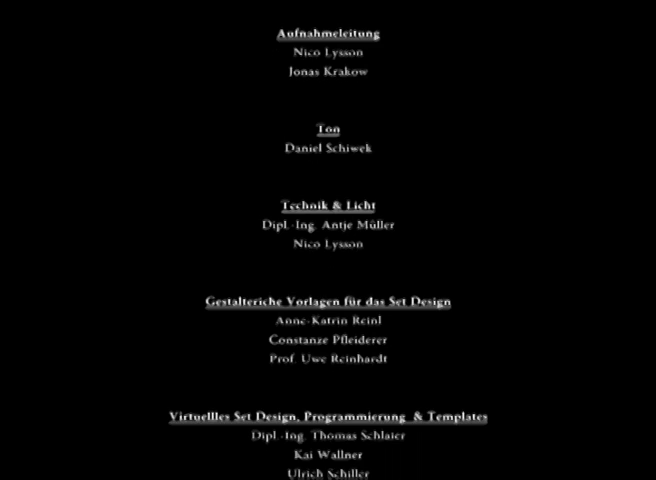 Aufnahmeleitung
Nico Lysson
Jonas Krakow
Ton
Daniel Schiwek
Technik & Licht
Dipl.-Ing. Antje Müller
Nico Lysson
Gestalteriche Vorlagen für das Set Design
Anne-Katrin Reinl
Constanze Pfleiderer
Prof. Uwe Reinhardt
Virtuellles Set Design, Programmierung & Templates
Dipl.-Ing. Thomas Schlaier
Kai Wallner
Ulrich Schiller